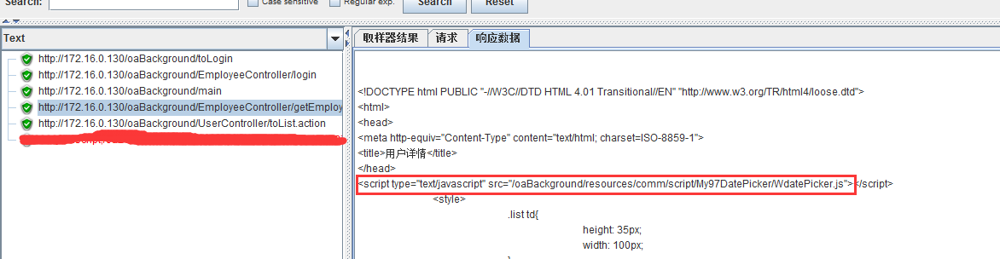 Search: Case sensitive Regular exp. Search Reset
Text
http://172.16.0.130/oaBackground/toLogin
http://172.16.0.130/oaBackground/EmployeeController/login
http://172.16.0.130/oaBackground/main
http://172.16.0.130/oaBackground/EmployeeController/getEmploy
http://172.16.0.130/oaBackground/UserController/toList.action
取样器结果 请求 响应数据
<!DOCTYPE html PUBLIC "-//W3C//DTD HTML 4.01 Transitional//EN" "http://www.w3.org/TR/html4/loose.dtd">
<html>
<head>
<meta http-equiv="Content-Type" content="text/html; charset=ISO-8859-1">
<title>用户详情</title>
</head>
<script type="text/javascript" src="/oaBackground/resources/comm/script/My97DatePicker/WdatePicker.js"></script>
<style>
.list td{
height: 35px;
width: 100px;